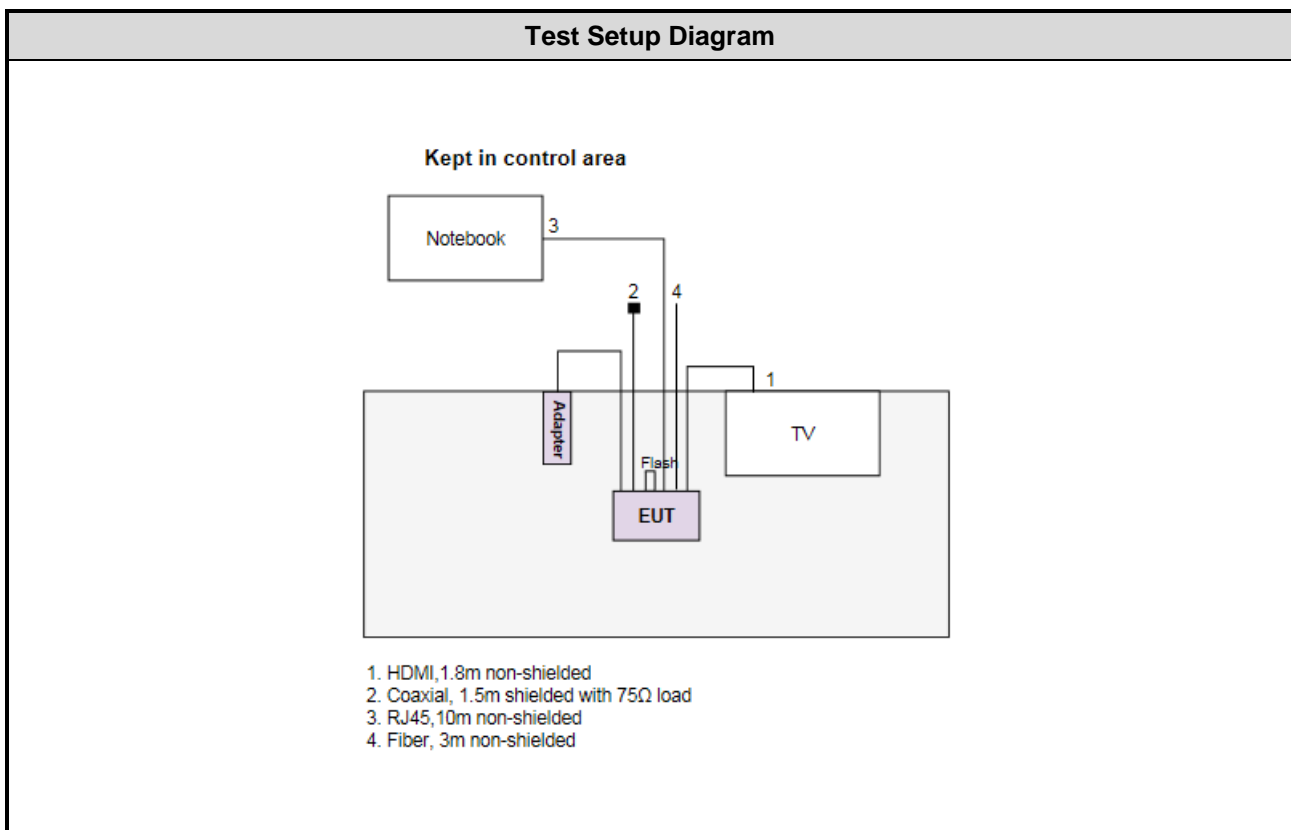 Test Setup Diagram
Kept in control area
Notebook
3
2
4
1
Adapter
TV
Flash
EUT
1. HDMI,1.8m non-shielded
2. Coaxial, 1.5m shielded with 75Ω load
3. RJ45,10m non-shielded
4. Fiber, 3m non-shielded